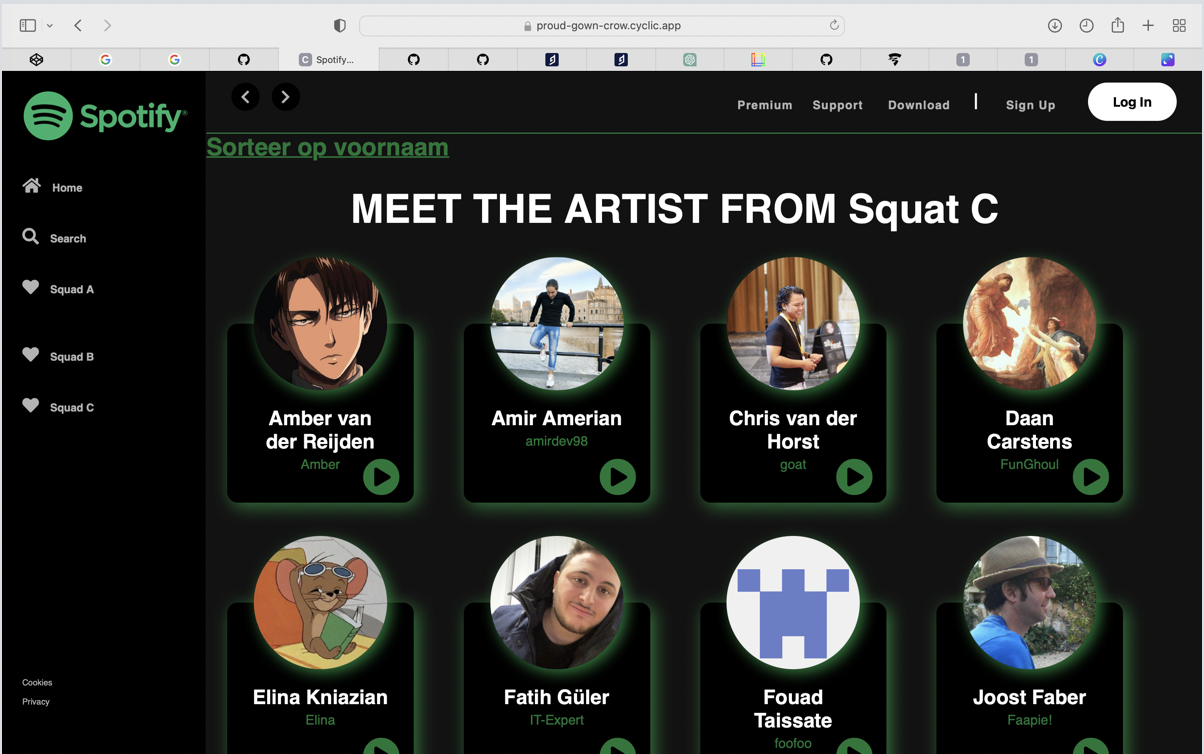 proud-gown-crow.cyclic.app
C Spotify... 1 1
Spotify®
Premium Support Download | Sign Up Log In
Sorteer op voornaam
Home
Search
Squad A
Squad B
Squad C
Cookies
Privacy
MEET THE ARTIST FROM Squat C
Amber van
der Reijden
Amber
Amir Amerian
amirdev98
Chris van der
Horst
goat
Daan
Carstens
FunGhoul
Elina Kniazian
Elina
Fatih Güler
IT-Expert
Fouad
Taissate
foofoo
Joost Faber
Faapie!